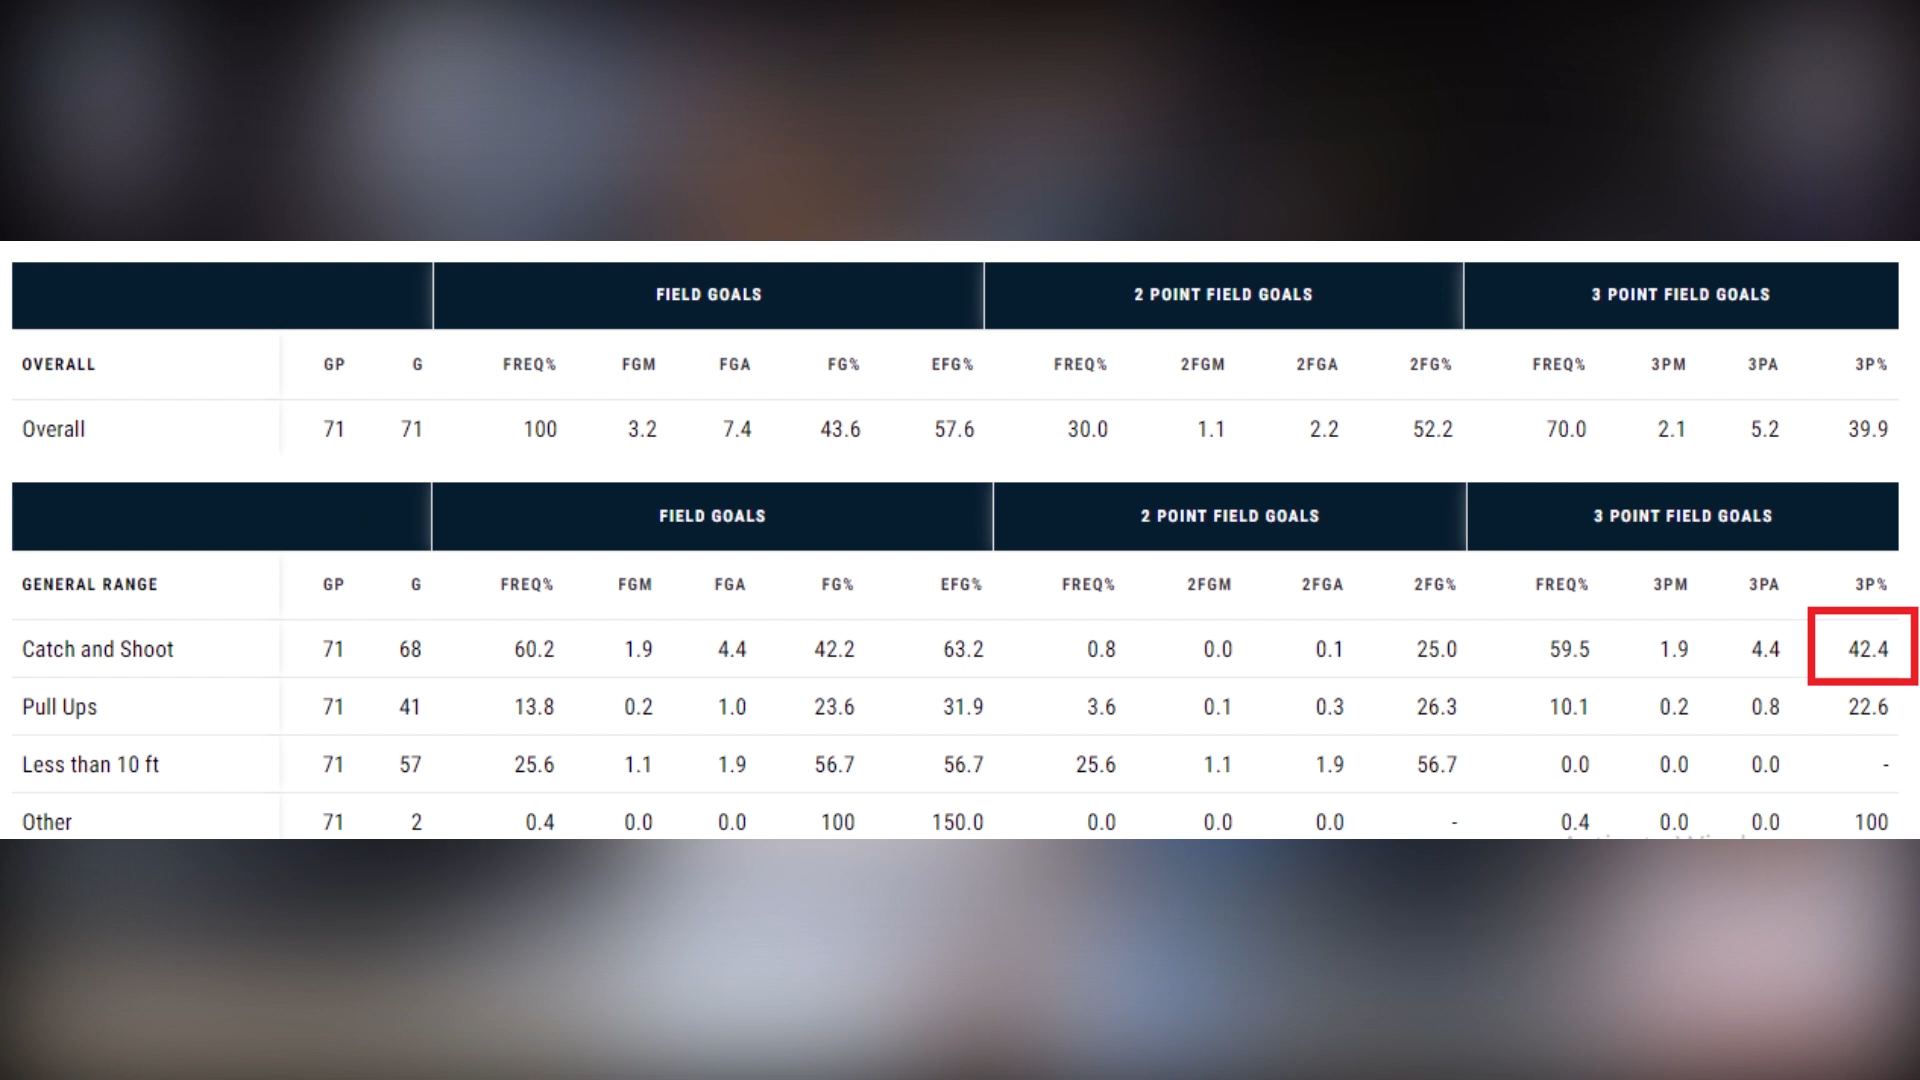 FIELD GOALS 2 POINT FIELD GOALS 3 POINT FIELD GOALS
OVERALL GP G FREQ% FGM FGA FG% EFG% FREQ% 2FGM 2FGA 2FG% FREQ% 3PM 3PA 3P%
Overall 71 71 100 3.2 7.4 43.6 57.6 30.0 1.1 2.2 52.2 70.0 2.1 5.2 39.9
FIELD GOALS 2 POINT FIELD GOALS 3 POINT FIELD GOALS
GENERAL RANGE GP G FREQ% FGM FGA FG% EFG% FREQ% 2FGM 2FGA 2FG% FREQ% 3PM 3PA 3P%
Catch and Shoot 71 68 60.2 1.9 4.4 42.2 63.2 0.8 0.0 0.1 25.0 59.5 1.9 4.4 42.4
Pull Ups 71 41 13.8 0.2 1.0 23.6 31.9 3.6 0.1 0.3 26.3 10.1 0.2 0.8 22.6
Less than 10 ft 71 57 25.6 1.1 1.9 56.7 56.7 25.6 1.1 1.9 56.7 0.0 0.0 0.0 -
Other 71 2 0.4 0.0 0.0 100 150.0 0.0 0.0 0.0 - 0.4 0.0 0.0 100